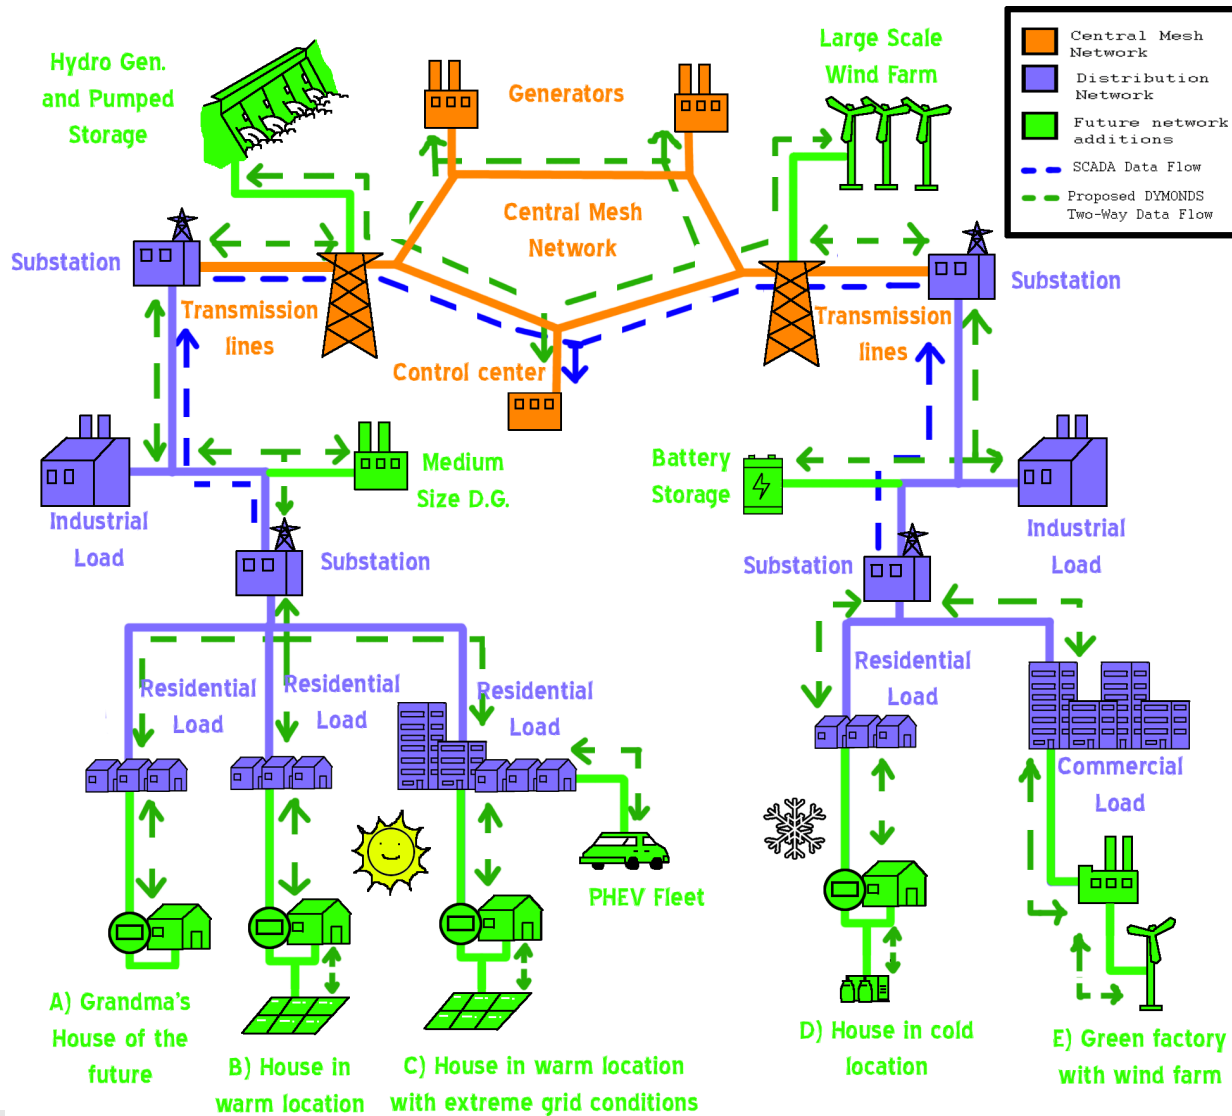 Hydro Gen.
and Pumped
Storage
Generators
Large Scale
Wind Farm
Central Mesh
Network
Distribution
Network
Future network
additions
SCADA Data Flow
Proposed DYMONDS
Two-Way Data Flow
Central Mesh
Network
Substation
Transmission
lines
Control center
Transmission
lines
Substation
Industrial
Load
Medium
Size D.G.
Battery
Storage
Industrial
Load
Substation
Substation
Residential
Load
Residential
Load
Residential
Load
Residential
Load
Commercial
Load
PHEV Fleet
A) Grandma's
House of the
future
B) House in
warm location
C) House in warm location
with extreme grid conditions
D) House in cold
location
E) Green factory
with wind farm